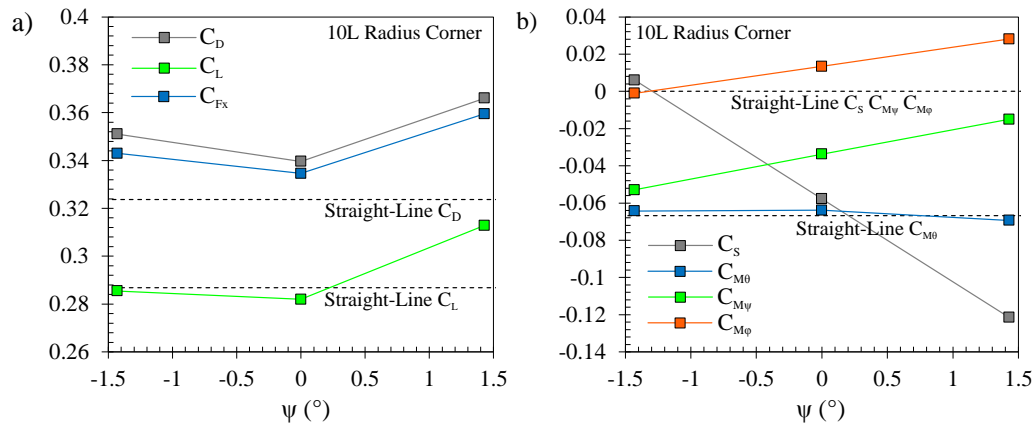 a)
10L Radius Corner
C_D
C_L
C_Fx
Straight-Line C_D
Straight-Line C_L
0.4
0.38
0.36
0.34
0.32
0.3
0.28
0.26
-1.5 -1 -0.5 0 0.5 1 1.5
ψ (°)
b)
10L Radius Corner
Straight-Line C_S C_Mψ C_Mφ
Straight-Line C_Mθ
C_S
C_Mθ
C_Mψ
C_Mφ
0.04
0.02
0
-0.02
-0.04
-0.06
-0.08
-0.1
-0.12
-0.14
-1.5 -1 -0.5 0 0.5 1 1.5
ψ (°)